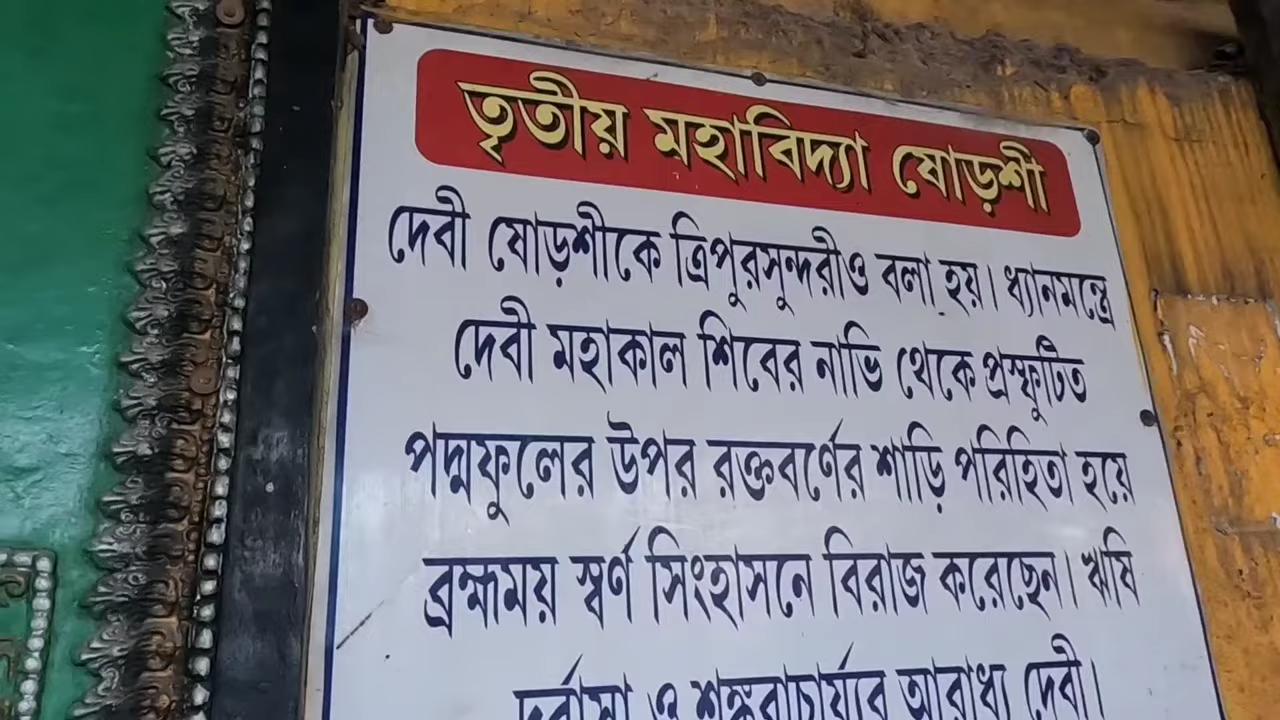 তৃতীয় মহাবিদ্যা ষোড়শী
দেবী ষোড়শীকে ত্রিপুরসুন্দরীও বলা হয়। ধ্যানমন্ত্রে
দেবী মহাকাল শিবের নাভি থেকে প্রস্ফুটিত
পদ্মফুলের উপর রক্তবর্ণের শাড়ি পরিহিতা হয়ে
ব্রহ্মময় স্বর্ণ সিংহাসনে বিরাজ করেছেন। ঋষি
দুর্বাসা ও শঙ্করাচার্যের আরাধ্য দেবী।